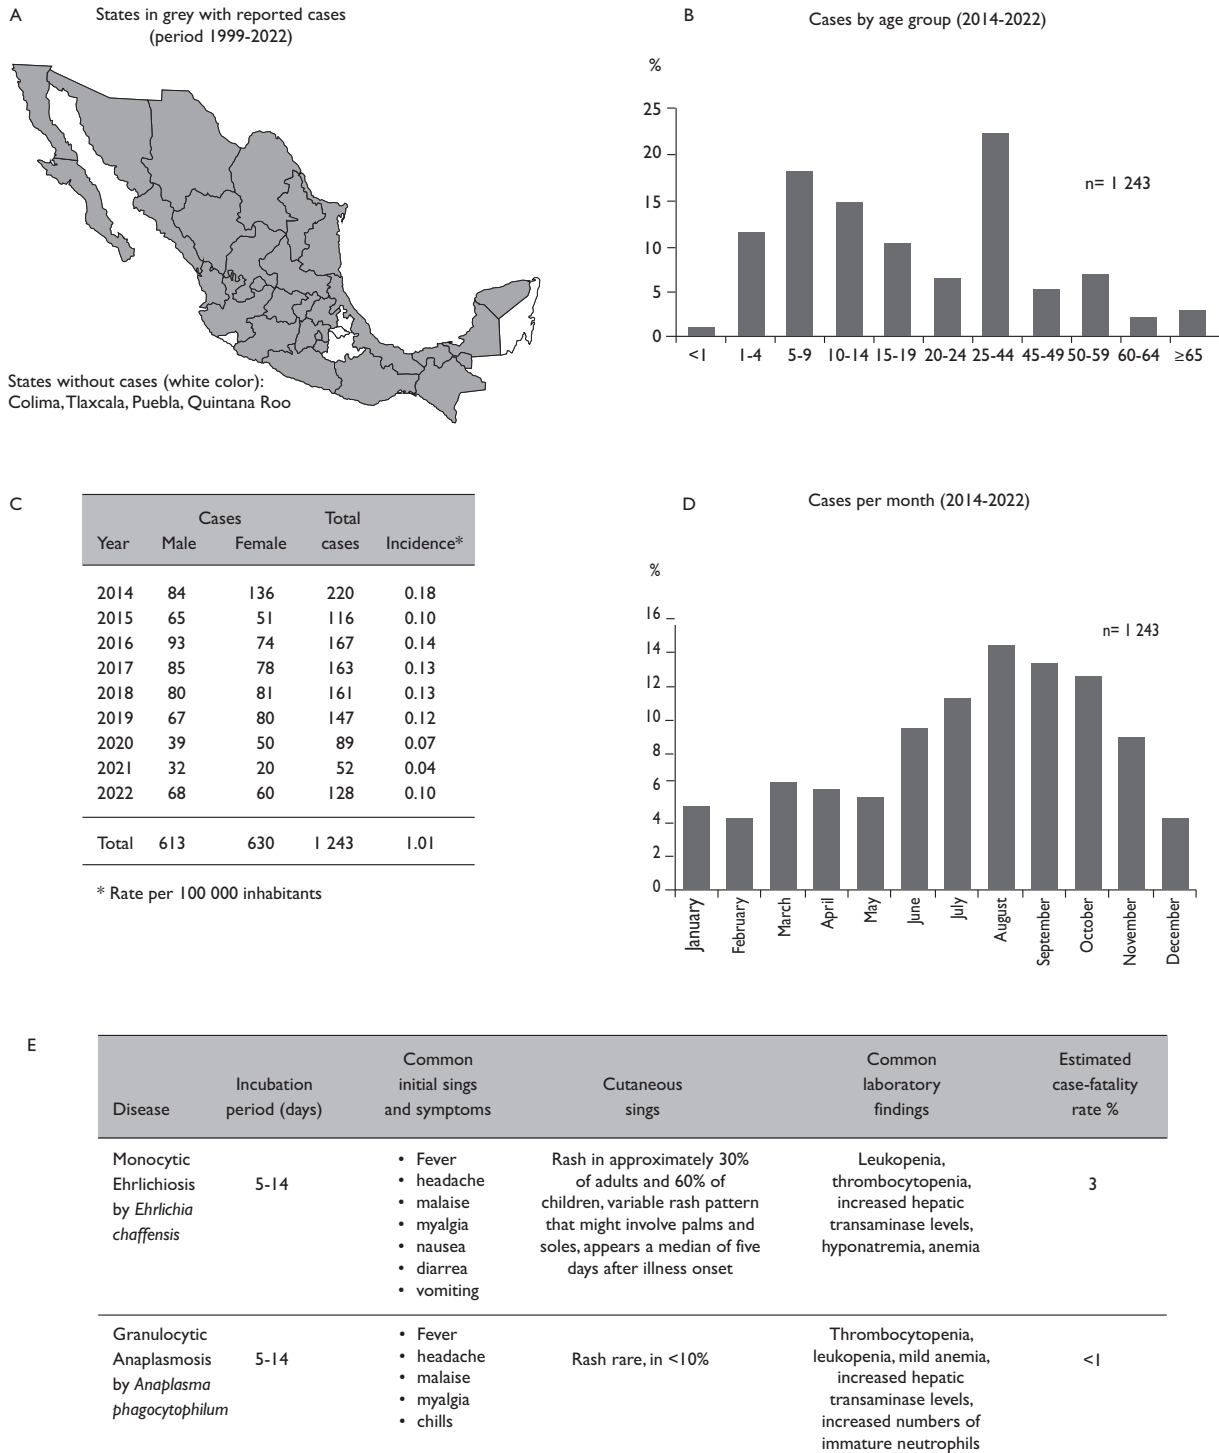 A
States in grey with reported cases
(period 1999-2022)
States without cases (white color):
Colima, Tlaxcala, Puebla, Quintana Roo
B
Cases by age group (2014-2022)
%
25
20
15
10
5
0
n= 1 243
<1 1-4 5-9 10-14 15-19 20-24 25-44 45-49 50-59 60-64 ≥65
C
Cases Total
Year Male Female cases Incidence*
2014 84 136 220 0.18
2015 65 51 116 0.10
2016 93 74 167 0.14
2017 85 78 163 0.13
2018 80 81 161 0.13
2019 67 80 147 0.12
2020 39 50 89 0.07
2021 32 20 52 0.04
2022 68 60 128 0.10
Total 613 630 1 243 1.01
* Rate per 100 000 inhabitants
D
Cases per month (2014-2022)
%
16
14
12
10
8
6
4
2
0
n= 1 243
January
February
March
April
May
June
July
August
September
October
November
December
E
Disease
Incubation
period (days)
Common
initial sings
and symptoms
Cutaneous
sings
Common
laboratory
findings
Estimated
case-fatality
rate %
Monocytic
Ehrlichiosis
by Ehrlichia
chaffensis
5-14
• Fever
• headache
• malaise
• myalgia
• nausea
• diarrea
• vomiting
Rash in approximately 30%
of adults and 60% of
children, variable rash pattern
that might involve palms and
soles, appears a median of five
days after illness onset
Leukopenia,
thrombocytopenia,
increased hepatic
transaminase levels,
hyponatremia, anemia
3
Granulocytic
Anaplasmosis
by Anaplasma
phagocytophilum
5-14
• Fever
• headache
• malaise
• myalgia
• chills
Rash rare, in <10%
Thrombocytopenia,
leukopenia, mild anemia,
increased hepatic
transaminase levels,
increased numbers of
immature neutrophils
<1